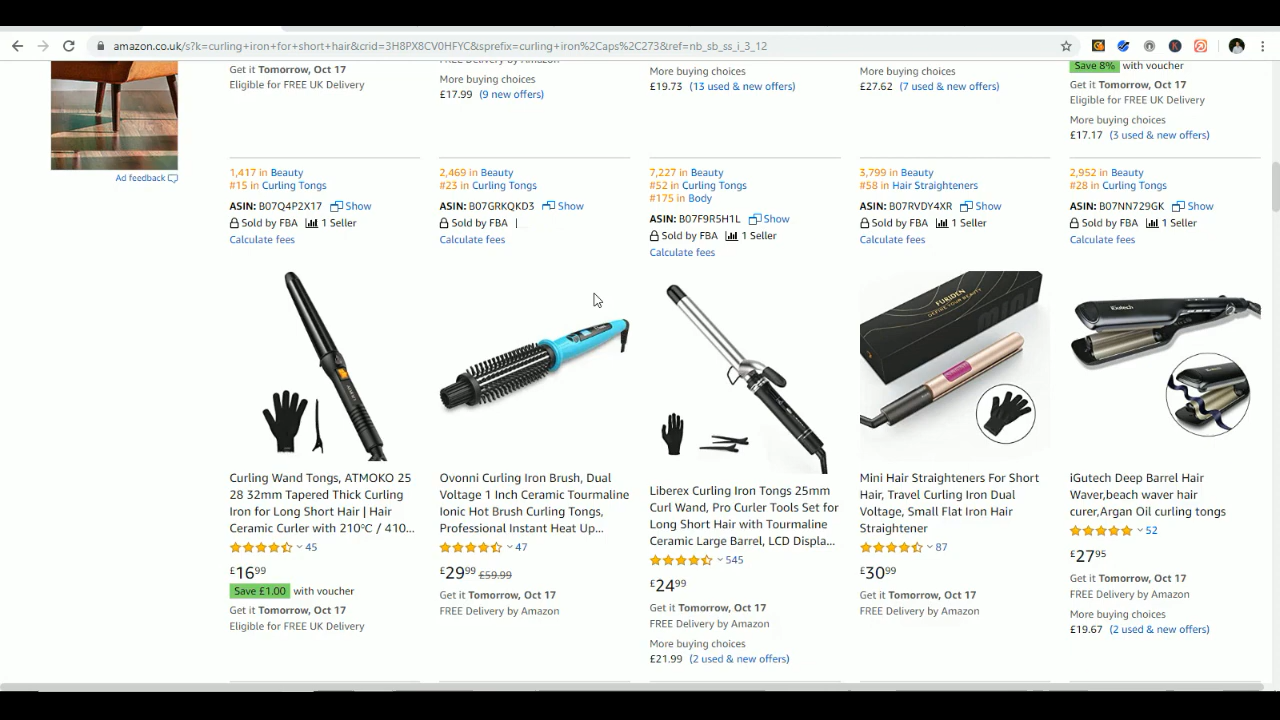 amazon.co.uk/s?k=curling+iron+for+short+hair&crid=3H8PX8CV0HFYC&sprefix=curling+iron%2Caps%2C273&ref=nb_sb_ss_i_3_12
Ad feedback
Get it Tomorrow, Oct 17
Eligible for FREE UK Delivery
More buying choices
£17.99 (9 new offers)
More buying choices
£19.73 (13 used & new offers)
More buying choices
£27.62 (7 used & new offers)
Save 8% with voucher
Get it Tomorrow, Oct 17
Eligible for FREE UK Delivery
More buying choices
£17.17 (3 used & new offers)
1,417 in Beauty
#15 in Curling Tongs
ASIN: B07Q4P2X17 Show
Sold by FBA 1 Seller
Calculate fees
2,469 in Beauty
#23 in Curling Tongs
ASIN: B07GRKQKD3 Show
Sold by FBA
Calculate fees
7,227 in Beauty
#52 in Curling Tongs
#175 in Body
ASIN: B07F9R5H1L Show
Sold by FBA 1 Seller
Calculate fees
3,799 in Beauty
#58 in Hair Straighteners
ASIN: B07RVDY4XR Show
Sold by FBA 1 Seller
Calculate fees
2,952 in Beauty
#28 in Curling Tongs
ASIN: B07NN729GK Show
Sold by FBA 1 Seller
Calculate fees
FURIDEN
DEFINE YOUR BEAUTY
MINI
iGutech
Curling Wand Tongs, ATMOKO 25
28 32mm Tapered Thick Curling
Iron for Long Short Hair | Hair
Ceramic Curler with 210°C / 410...
45
£16.99
Save £1.00 with voucher
Get it Tomorrow, Oct 17
Eligible for FREE UK Delivery
Ovonni Curling Iron Brush, Dual
Voltage 1 Inch Ceramic Tourmaline
Ionic Hot Brush Curling Tongs,
Professional Instant Heat Up...
47
£29.99 £59.99
Get it Tomorrow, Oct 17
FREE Delivery by Amazon
Liberex Curling Iron Tongs 25mm
Curl Wand, Pro Curler Tools Set for
Long Short Hair with Tourmaline
Ceramic Large Barrel, LCD Displa...
545
£24.99
Get it Tomorrow, Oct 17
FREE Delivery by Amazon
More buying choices
£21.99 (2 used & new offers)
Mini Hair Straighteners For Short
Hair, Travel Curling Iron Dual
Voltage, Small Flat Iron Hair
Straightener
87
£30.99
Get it Tomorrow, Oct 17
FREE Delivery by Amazon
iGutech Deep Barrel Hair
Waver,beach waver hair
curer,Argan Oil curling tongs
52
£27.95
Get it Tomorrow, Oct 17
FREE Delivery by Amazon
More buying choices
£19.67 (2 used & new offers)